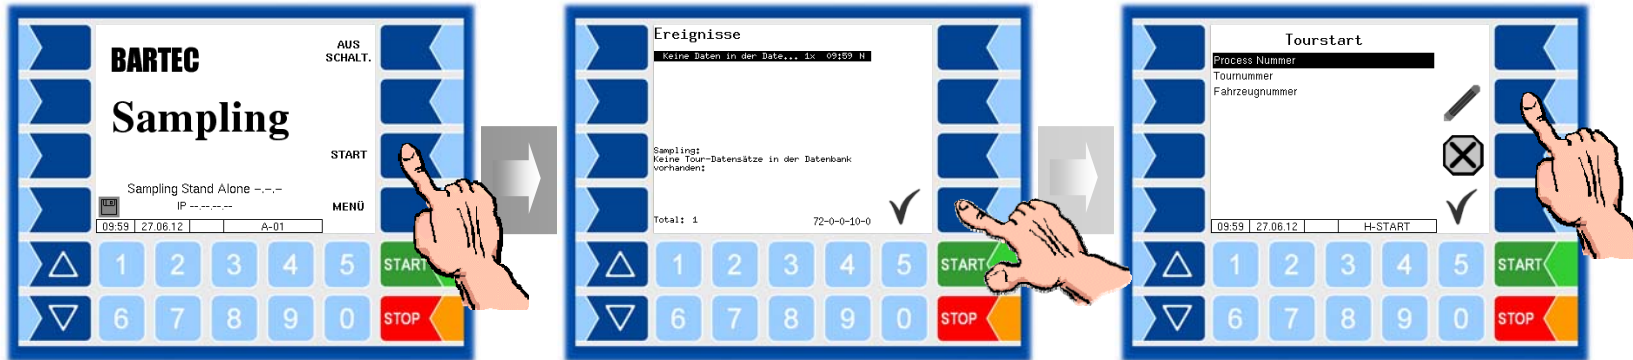 BARTEC
AUS
SCHALT.
Sampling
START
Sampling Stand Alone -.-.-
IP --.--.--.--
MENÜ
09:59 27.06.12 A-01
1 2 3 4 5 START
6 7 8 9 0 STOP
Ereignisse
Keine Daten in der Date... 1x 09:59 N
Sampling:
Keine Tour-Datensätze in der Datenbank
vorhanden:
Total: 1 72-0-0-10-0
1 2 3 4 5 START
6 7 8 9 0 STOP
Tourstart
Process Nummer
Tournummer
Fahrzeugnummer
09:59 27.06.12 H-START
1 2 3 4 5 START
6 7 8 9 0 STOP